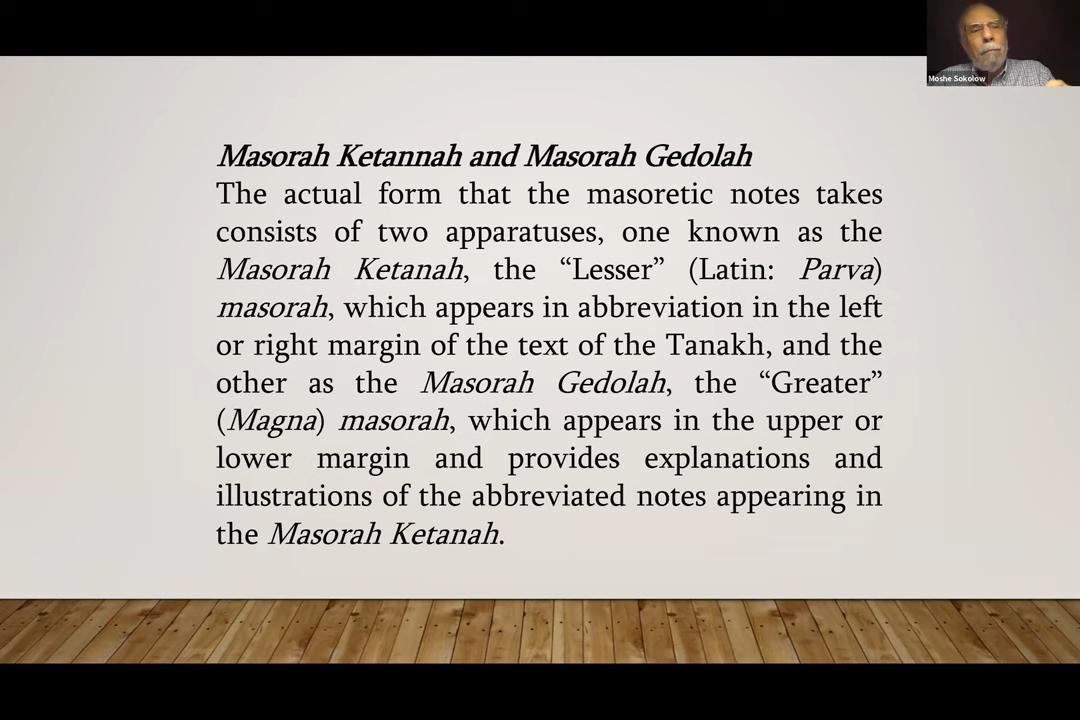 Moshe Sokolow
Masorah Ketannah and Masorah Gedolah
The actual form that the masoretic notes takes
consists of two apparatuses, one known as the
Masorah Ketanah, the “Lesser” (Latin: Parva)
masorah, which appears in abbreviation in the left
or right margin of the text of the Tanakh, and the
other as the Masorah Gedolah, the “Greater”
(Magna) masorah, which appears in the upper or
lower margin and provides explanations and
illustrations of the abbreviated notes appearing in
the Masorah Ketanah.